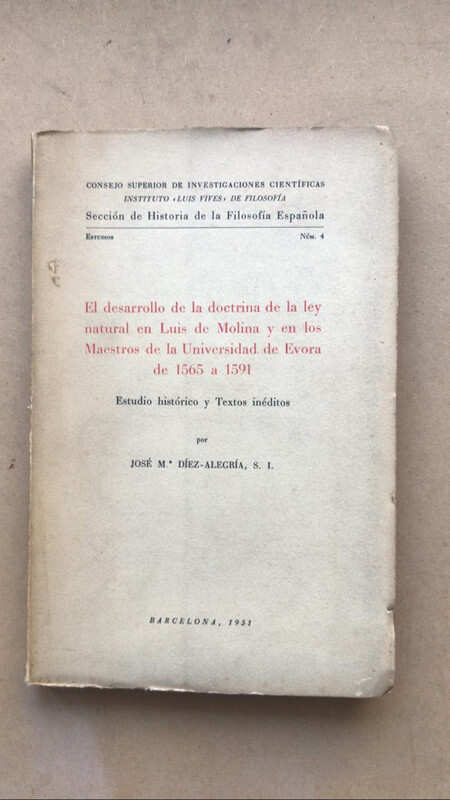 CONSEJO SUPERIOR DE INVESTIGACIONES CIENTÍFICAS
INSTITUTO «LUIS VIVES» DE FILOSOFÍA
Sección de Historia de la Filosofía Española
ESTUDIOS NÚM. 4
El desarrollo de la doctrina de la ley
natural en Luis de Molina y en los
Maestros de la Universidad de Evora
de 1565 a 1591
Estudio histórico y Textos inéditos
por
JOSÉ M.ª DÍEZ-ALEGRÍA, S. I.
BARCELONA, 1951